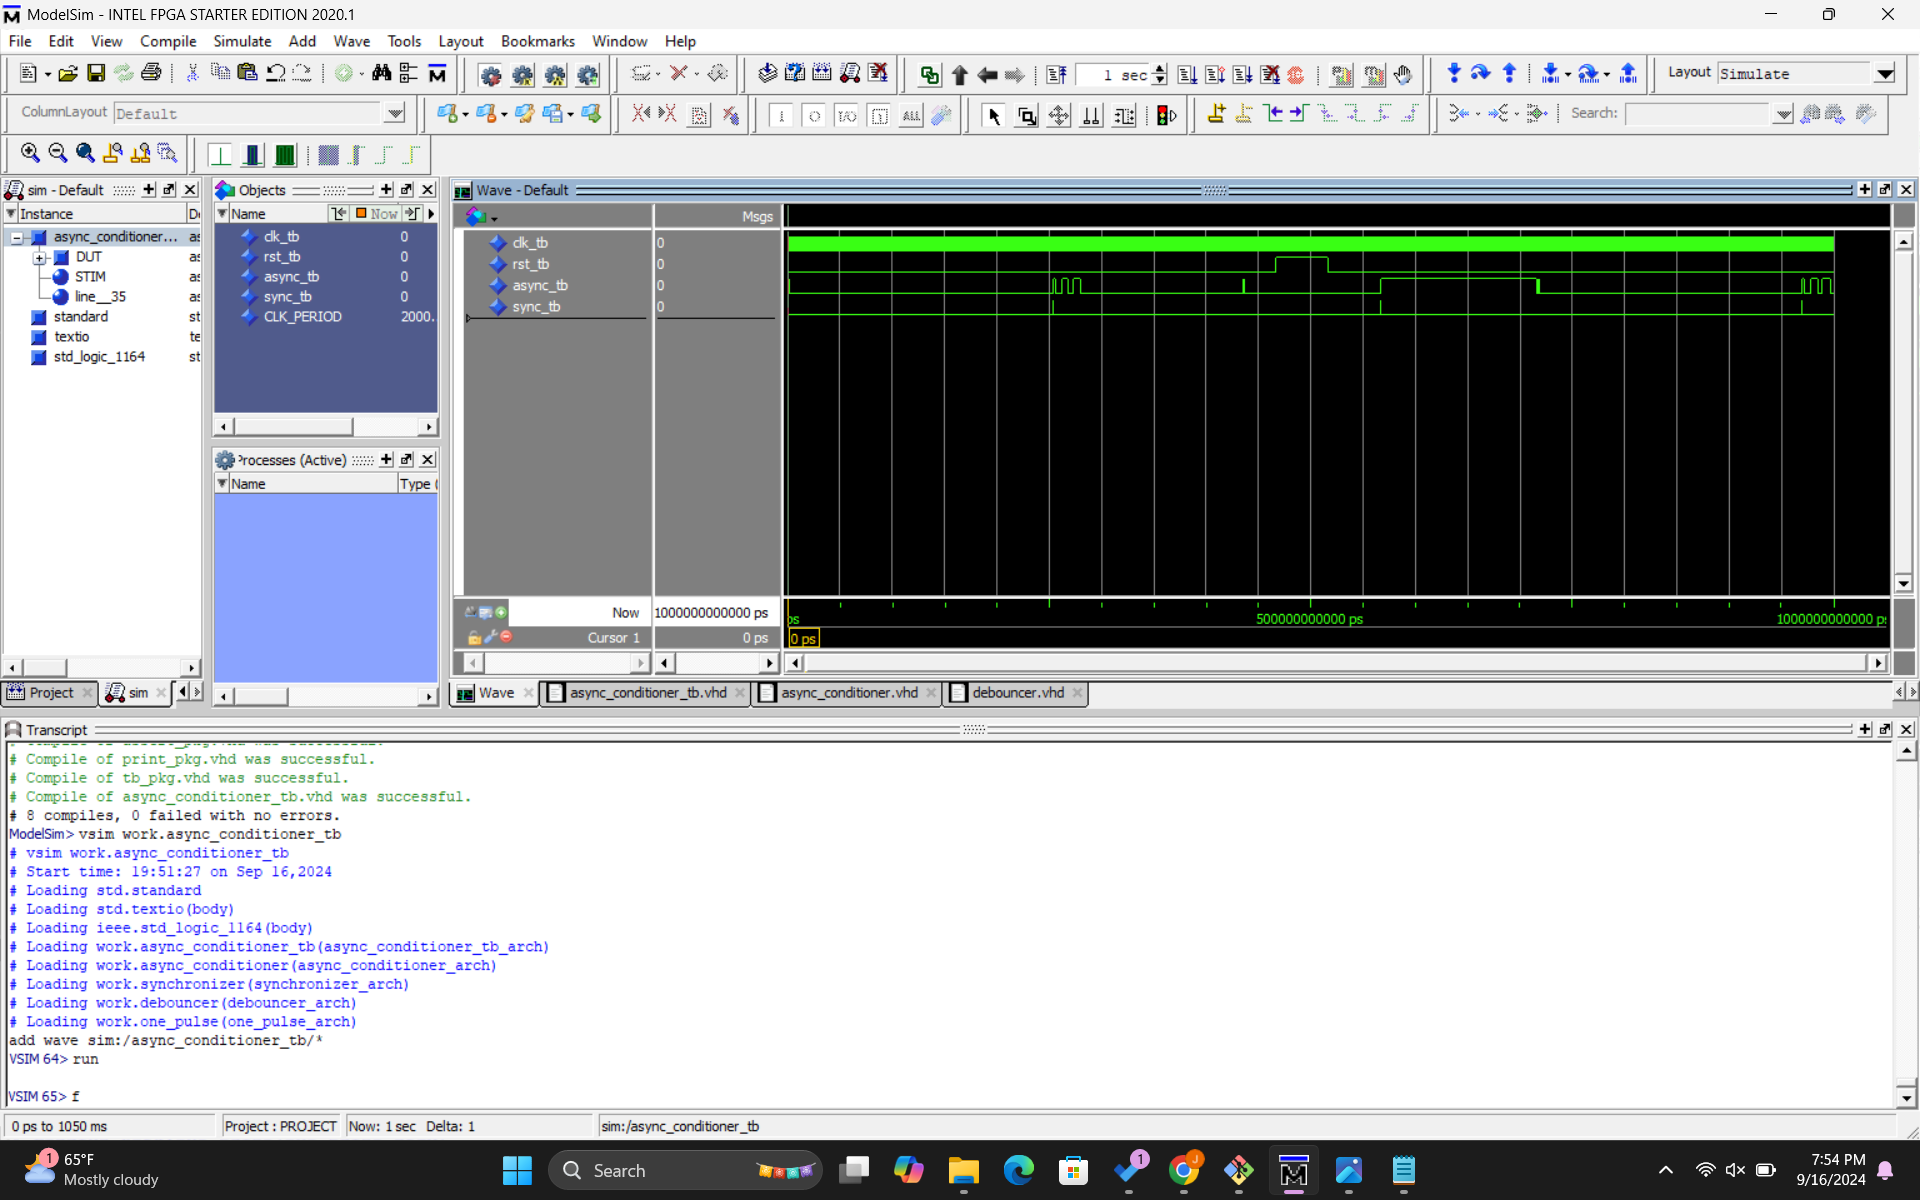 ModelSim - INTEL FPGA STARTER EDITION 2020.1
File Edit View Compile Simulate Add Wave Tools Layout Bookmarks Window Help
1 sec
Layout Simulate
ColumnLayout Default
Search:
sim - Default
Instance
async_conditioner...
DUT
STIM
line__35
standard
textio
std_logic_1164
Project
sim
Objects
Name
Now
clk_tb 0
rst_tb 0
async_tb 0
sync_tb 0
CLK_PERIOD 2000.
Processes (Active)
Name Type (
Wave - Default
Msgs
clk_tb 0
rst_tb 0
async_tb 0
sync_tb 0
Now 1000000000000 ps
ps 500000000000 ps 1000000000000 p
Cursor 1 0 ps
0 ps
Wave
async_conditioner_tb.vhd
async_conditioner.vhd
debouncer.vhd
Transcript
# Compile of print_pkg.vhd was successful.
# Compile of tb_pkg.vhd was successful.
# Compile of async_conditioner_tb.vhd was successful.
# 8 compiles, 0 failed with no errors.
ModelSim> vsim work.async_conditioner_tb
# vsim work.async_conditioner_tb
# Start time: 19:51:27 on Sep 16,2024
# Loading std.standard
# Loading std.textio(body)
# Loading ieee.std_logic_1164(body)
# Loading work.async_conditioner_tb(async_conditioner_tb_arch)
# Loading work.async_conditioner(async_conditioner_arch)
# Loading work.synchronizer(synchronizer_arch)
# Loading work.debouncer(debouncer_arch)
# Loading work.one_pulse(one_pulse_arch)
add wave sim:/async_conditioner_tb/*
VSIM 64> run
VSIM 65> f
0 ps to 1050 ms
Project : PROJECT
Now: 1 sec Delta: 1
sim:/async_conditioner_tb
1
65°F
Mostly cloudy
Search
1
J
7:54 PM
9/16/2024